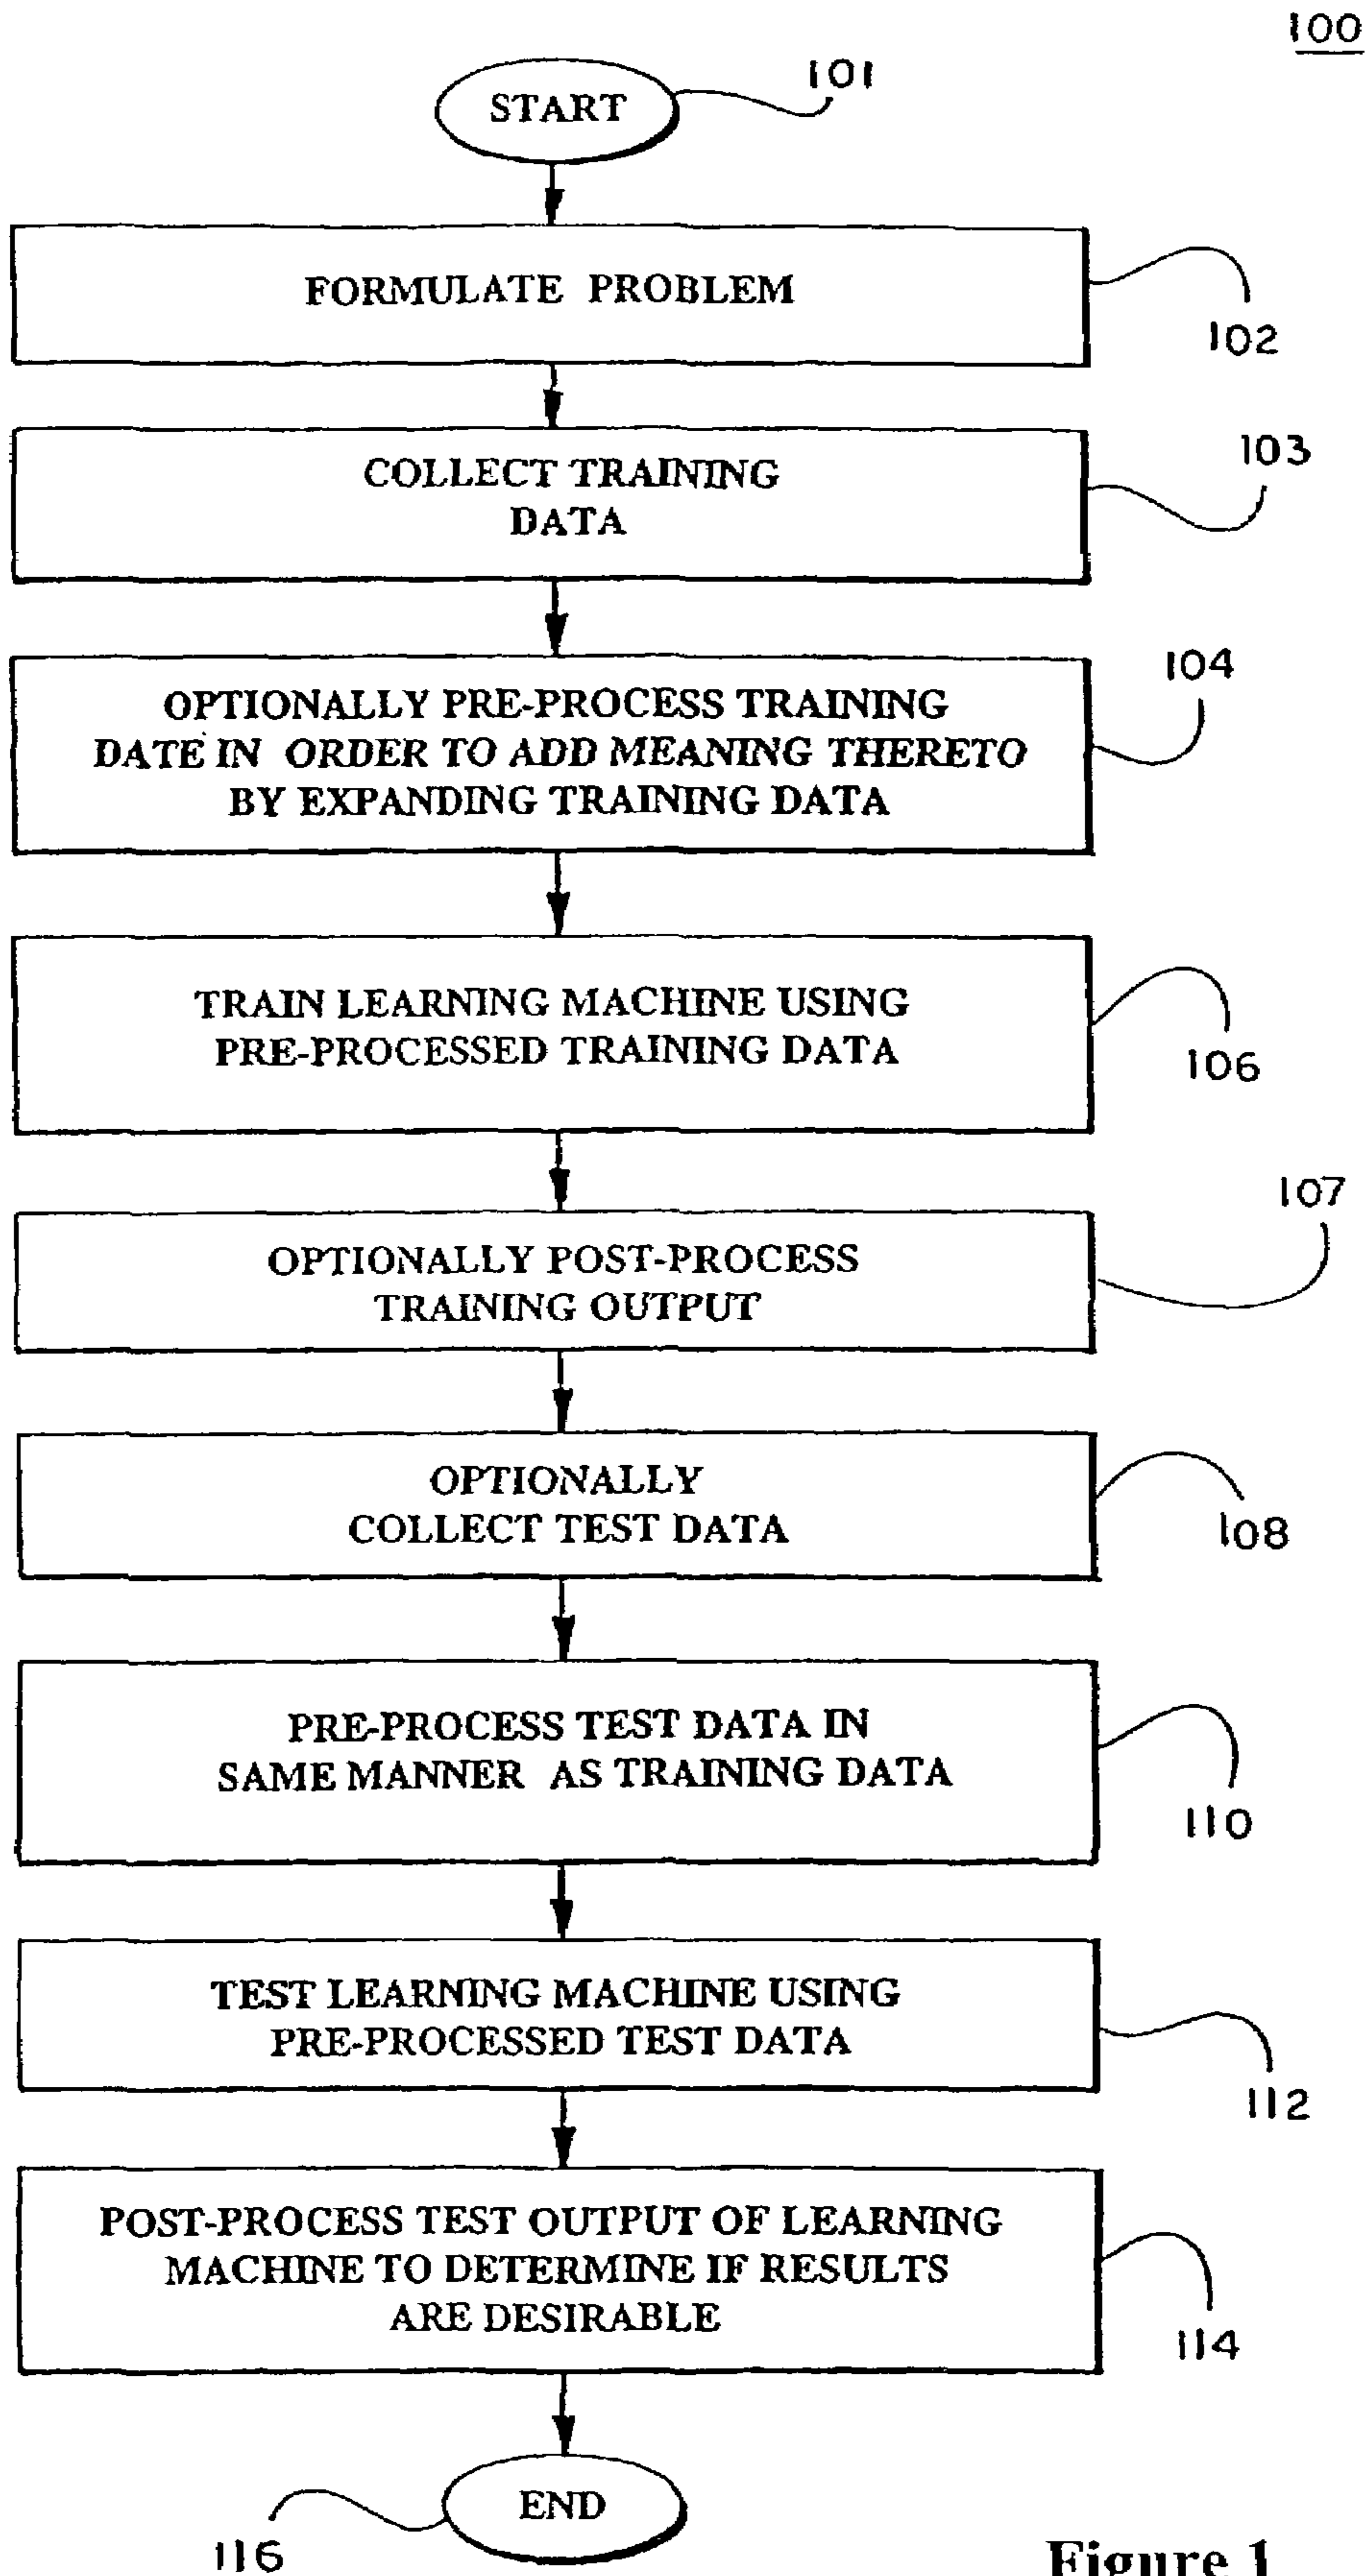 100
START
101
FORMULATE PROBLEM
102
COLLECT TRAINING
DATA
103
OPTIONALLY PRE-PROCESS TRAINING
DATE IN ORDER TO ADD MEANING THERETO
BY EXPANDING TRAINING DATA
104
TRAIN LEARNING MACHINE USING
PRE-PROCESSED TRAINING DATA
106
OPTIONALLY POST-PROCESS
TRAINING OUTPUT
107
OPTIONALLY
COLLECT TEST DATA
108
PRE-PROCESS TEST DATA IN
SAME MANNER AS TRAINING DATA
110
TEST LEARNING MACHINE USING
PRE-PROCESSED TEST DATA
112
POST-PROCESS TEST OUTPUT OF LEARNING
MACHINE TO DETERMINE IF RESULTS
ARE DESIRABLE
114
END
116
Figure 1